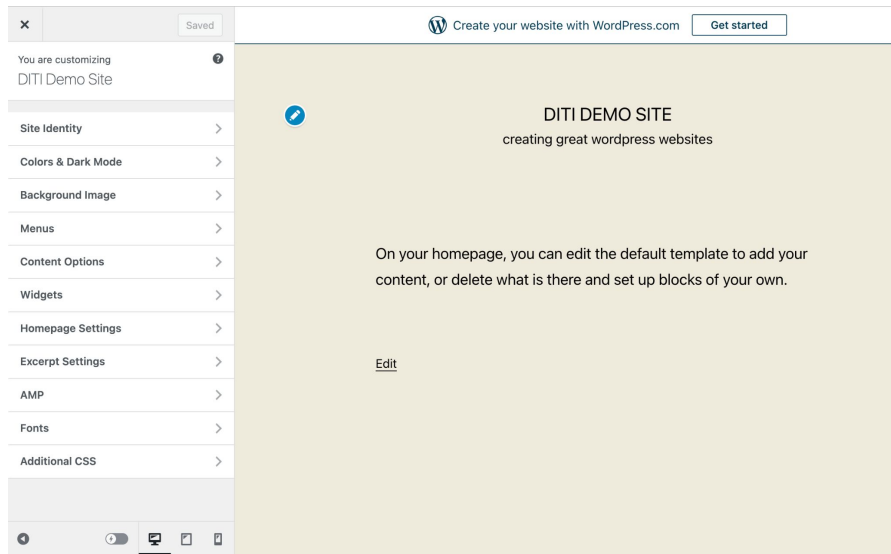 Saved
Create your website with WordPress.com
Get started
You are customizing
DITI Demo Site
Site Identity
Colors & Dark Mode
Background Image
Menus
Content Options
Widgets
Homepage Settings
Excerpt Settings
AMP
Fonts
Additional CSS
DITI DEMO SITE
creating great wordpress websites
On your homepage, you can edit the default template to add your
content, or delete what is there and set up blocks of your own.
Edit